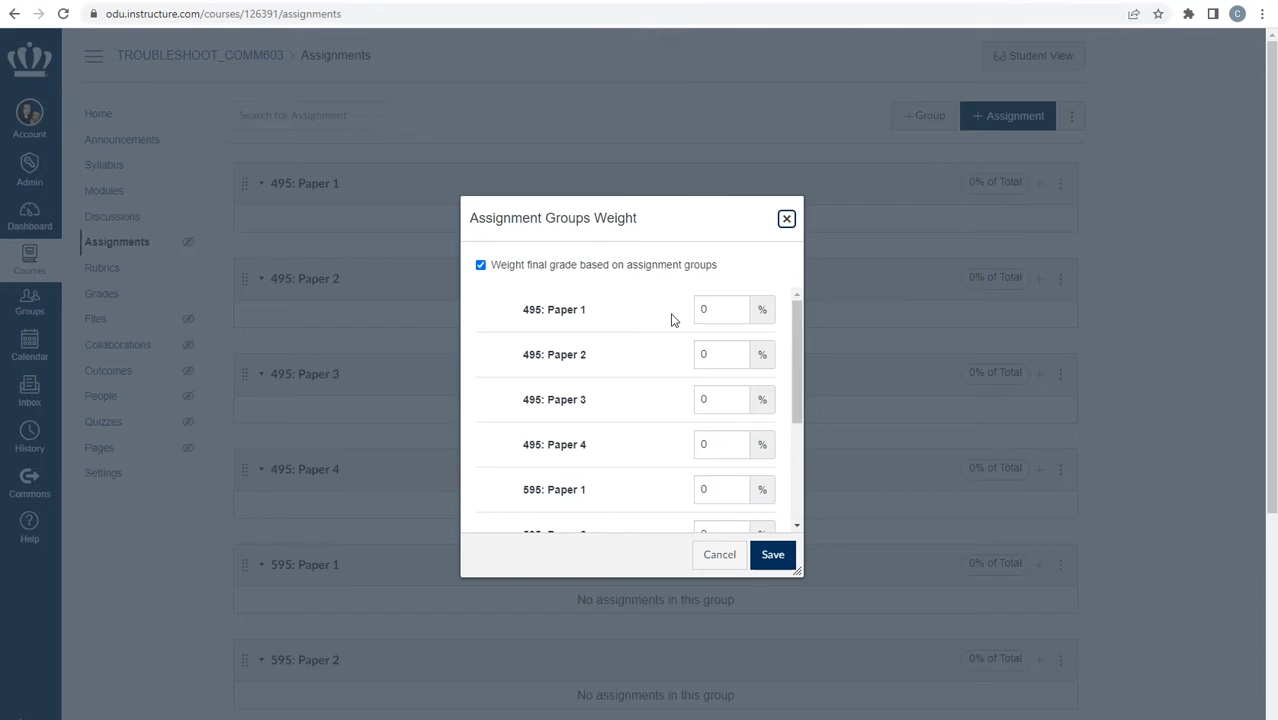 odu.instructure.com/courses/126391/assignments
C
TROUBLESHOOT_COMM603 > Assignments
Student View
Account
Admin
Dashboard
Courses
Groups
Calendar
Inbox
History
Commons
Help
Home
Announcements
Syllabus
Modules
Discussions
Assignments
Rubrics
Grades
Files
Collaborations
Outcomes
People
Quizzes
Pages
Settings
Search for Assignment
+ Group
+ Assignment
495: Paper 1
0% of Total +
495: Paper 2
0% of Total +
495: Paper 3
0% of Total +
495: Paper 4
0% of Total +
595: Paper 1
0% of Total +
No assignments in this group
595: Paper 2
0% of Total +
No assignments in this group
Assignment Groups Weight
Weight final grade based on assignment groups
495: Paper 1 0 %
495: Paper 2 0 %
495: Paper 3 0 %
495: Paper 4 0 %
595: Paper 1 0 %
Cancel
Save